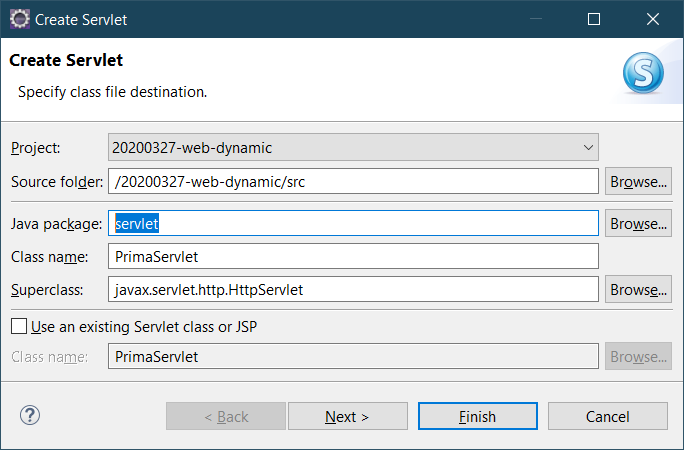 Create Servlet
Create Servlet
Specify class file destination.
S
Project: 20200327-web-dynamic
Source folder: /20200327-web-dynamic/src Browse...
Java package: servlet Browse...
Class name: PrimaServlet
Superclass: javax.servlet.http.HttpServlet Browse...
Use an existing Servlet class or JSP
Class name: PrimaServlet Browse...
? < Back Next > Finish Cancel